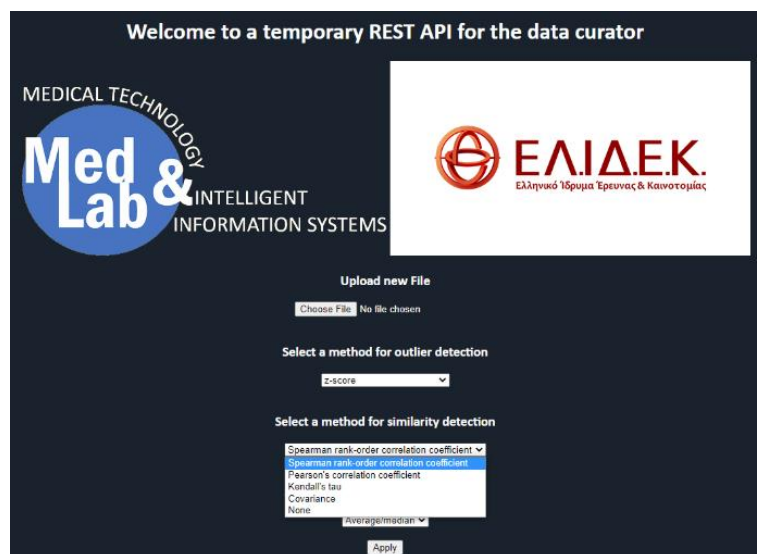 Welcome to a temporary REST API for the data curator
MEDICAL TECHNOLOGY
Med
Lab
&
INTELLIGENT
INFORMATION SYSTEMS
ΕΛ.ΙΔ.Ε.Κ.
Ελληνικό Ίδρυμα Έρευνας & Καινοτομίας
Upload new File
Choose File No file chosen
Select a method for outlier detection
z-score
Select a method for similarity detection
Spearman rank-order correlation coefficient
Spearman rank-order correlation coefficient
Pearson's correlation coefficient
Kendall's tau
Covariance
None
Average/median
Apply